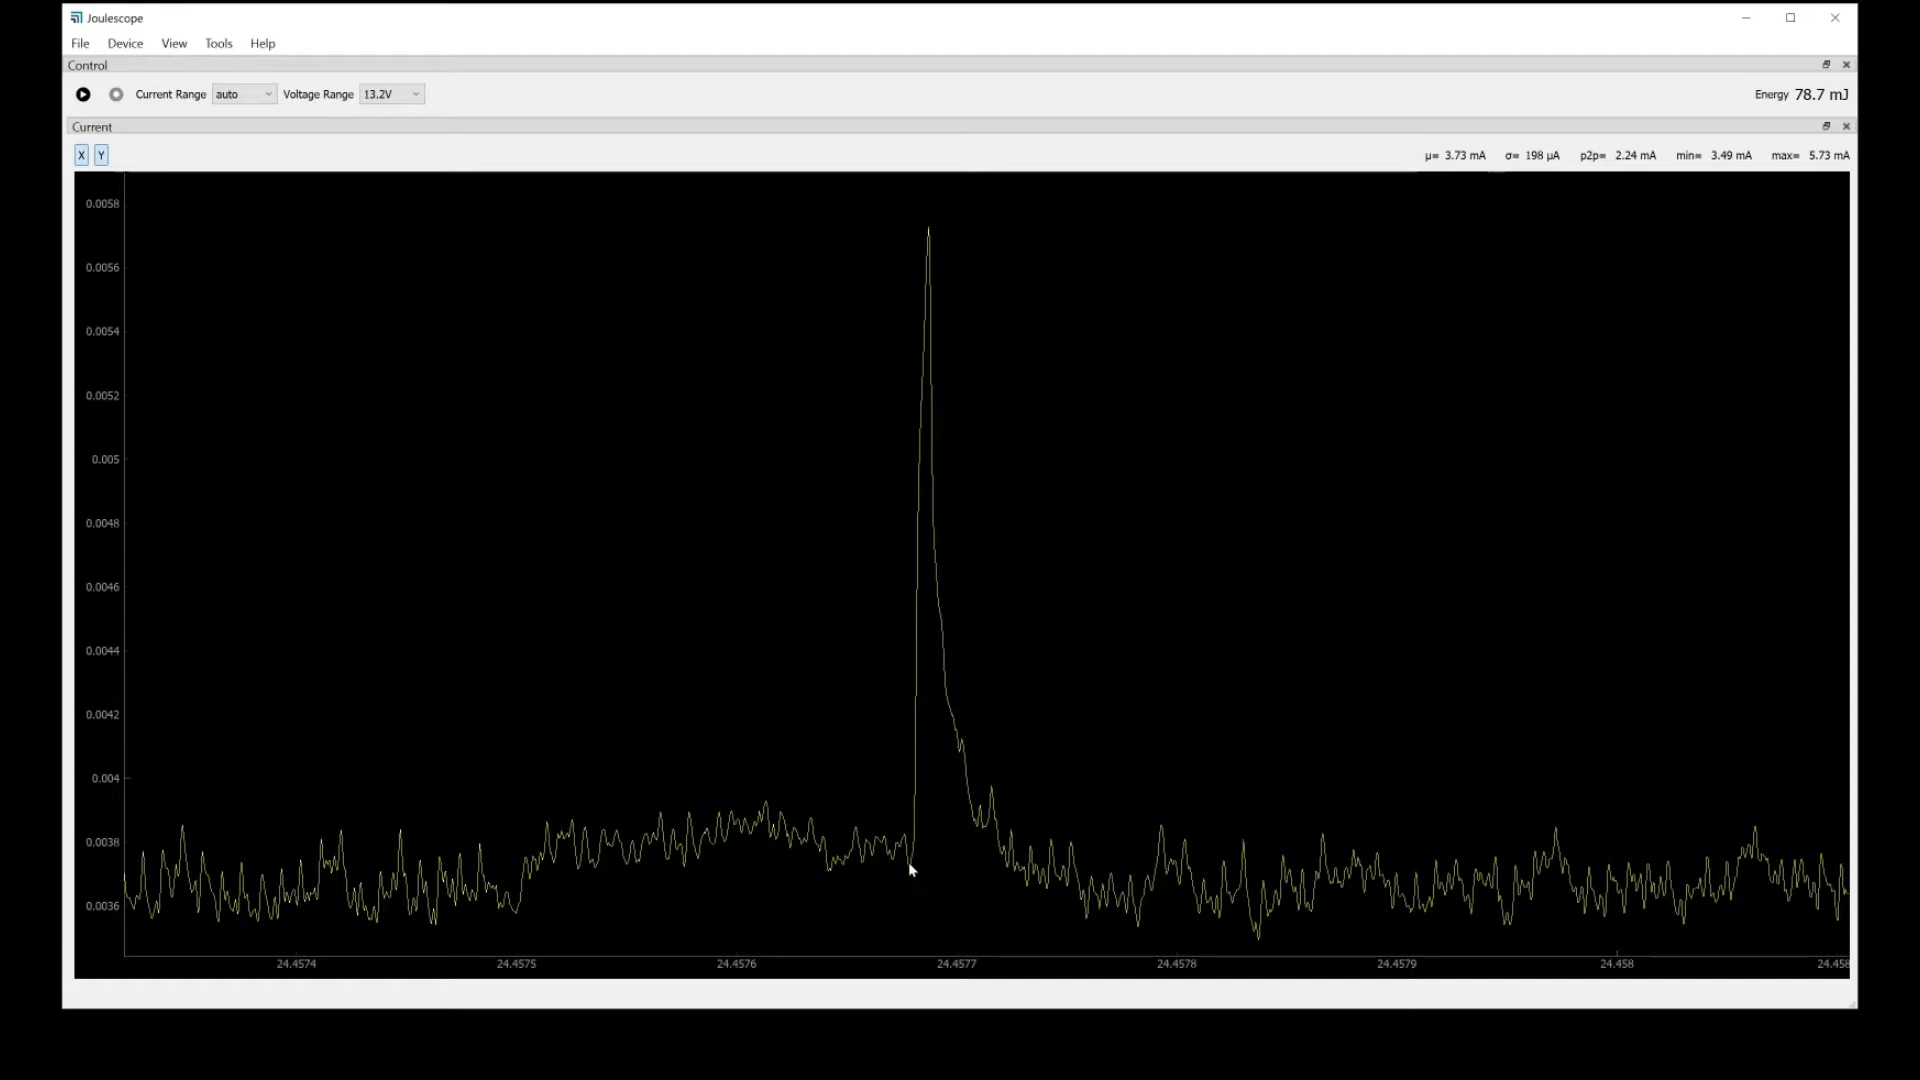 Joulescope
File Device View Tools Help
Control
Current Range auto Voltage Range 13.2V Energy 78.7 mJ
Current
X Y μ= 3.73 mA σ= 198 μA p2p= 2.24 mA min= 3.49 mA max= 5.73 mA
0.0058
0.0056
0.0054
0.0052
0.005
0.0048
0.0046
0.0044
0.0042
0.004
0.0038
0.0036
24.4574 24.4575 24.4576 24.4577 24.4578 24.4579 24.458 24.458